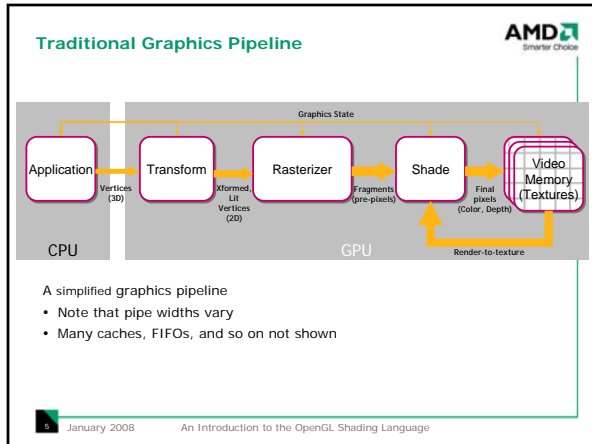 Traditional Graphics Pipeline
AMD
Smarter Choice
Graphics State
Application
Vertices
(3D)
Transform
Xformed,
Lit
Vertices
(2D)
Rasterizer
Fragments
(pre-pixels)
Shade
Final
pixels
(Color, Depth)
Video
Memory
(Textures)
CPU
GPU
Render-to-texture
A simplified graphics pipeline
• Note that pipe widths vary
• Many caches, FIFOs, and so on not shown
5 January 2008 An Introduction to the OpenGL Shading Language